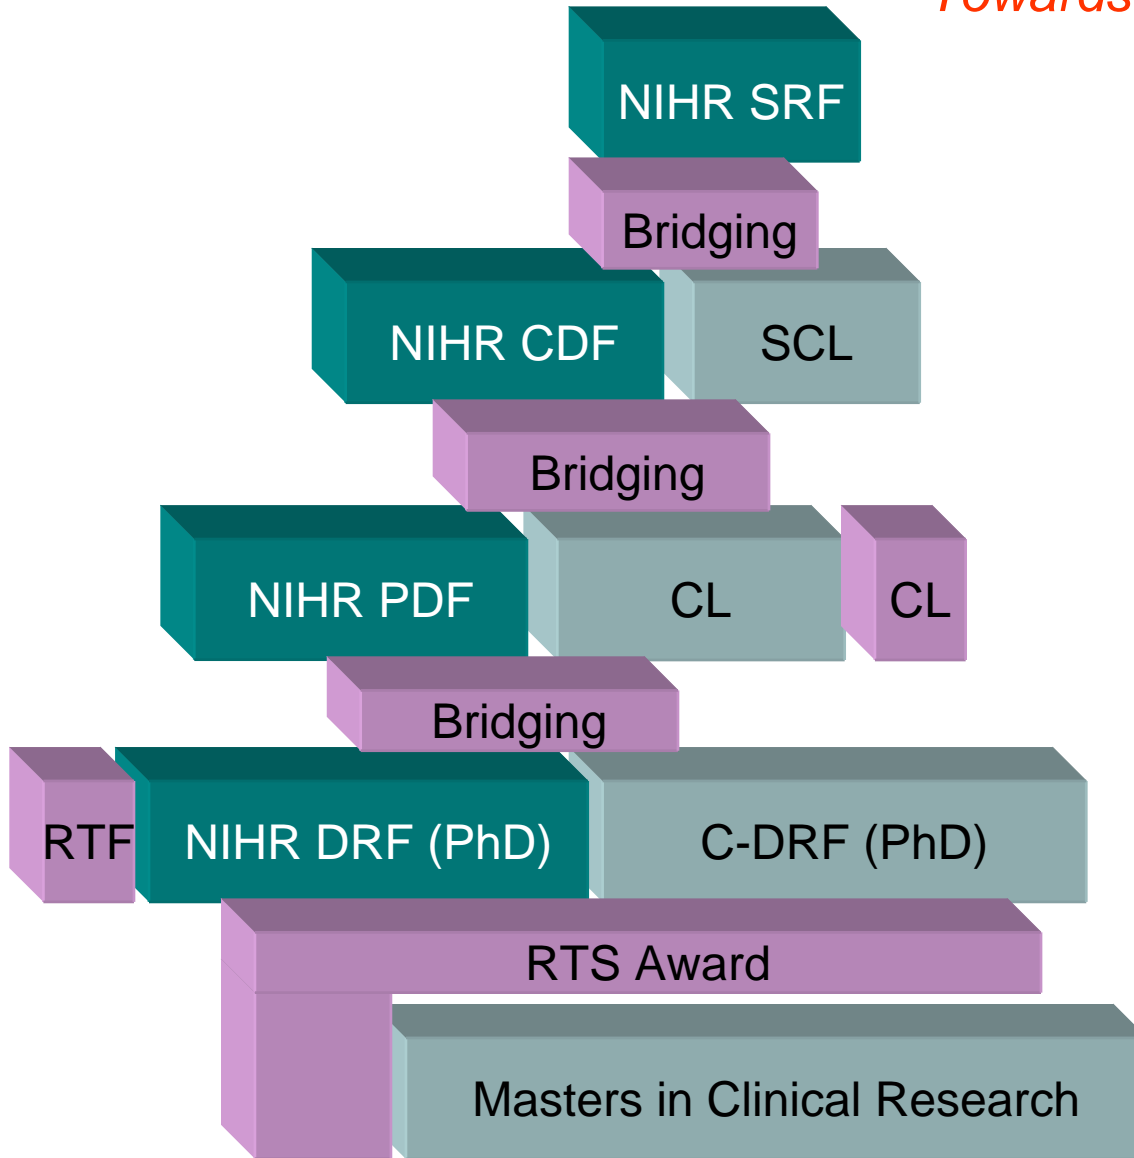 Towards
NIHR SRF
Bridging
NIHR CDF
SCL
Bridging
NIHR PDF
CL
CL
Bridging
RTF
NIHR DRF (PhD)
C-DRF (PhD)
RTS Award
Masters in Clinical Research